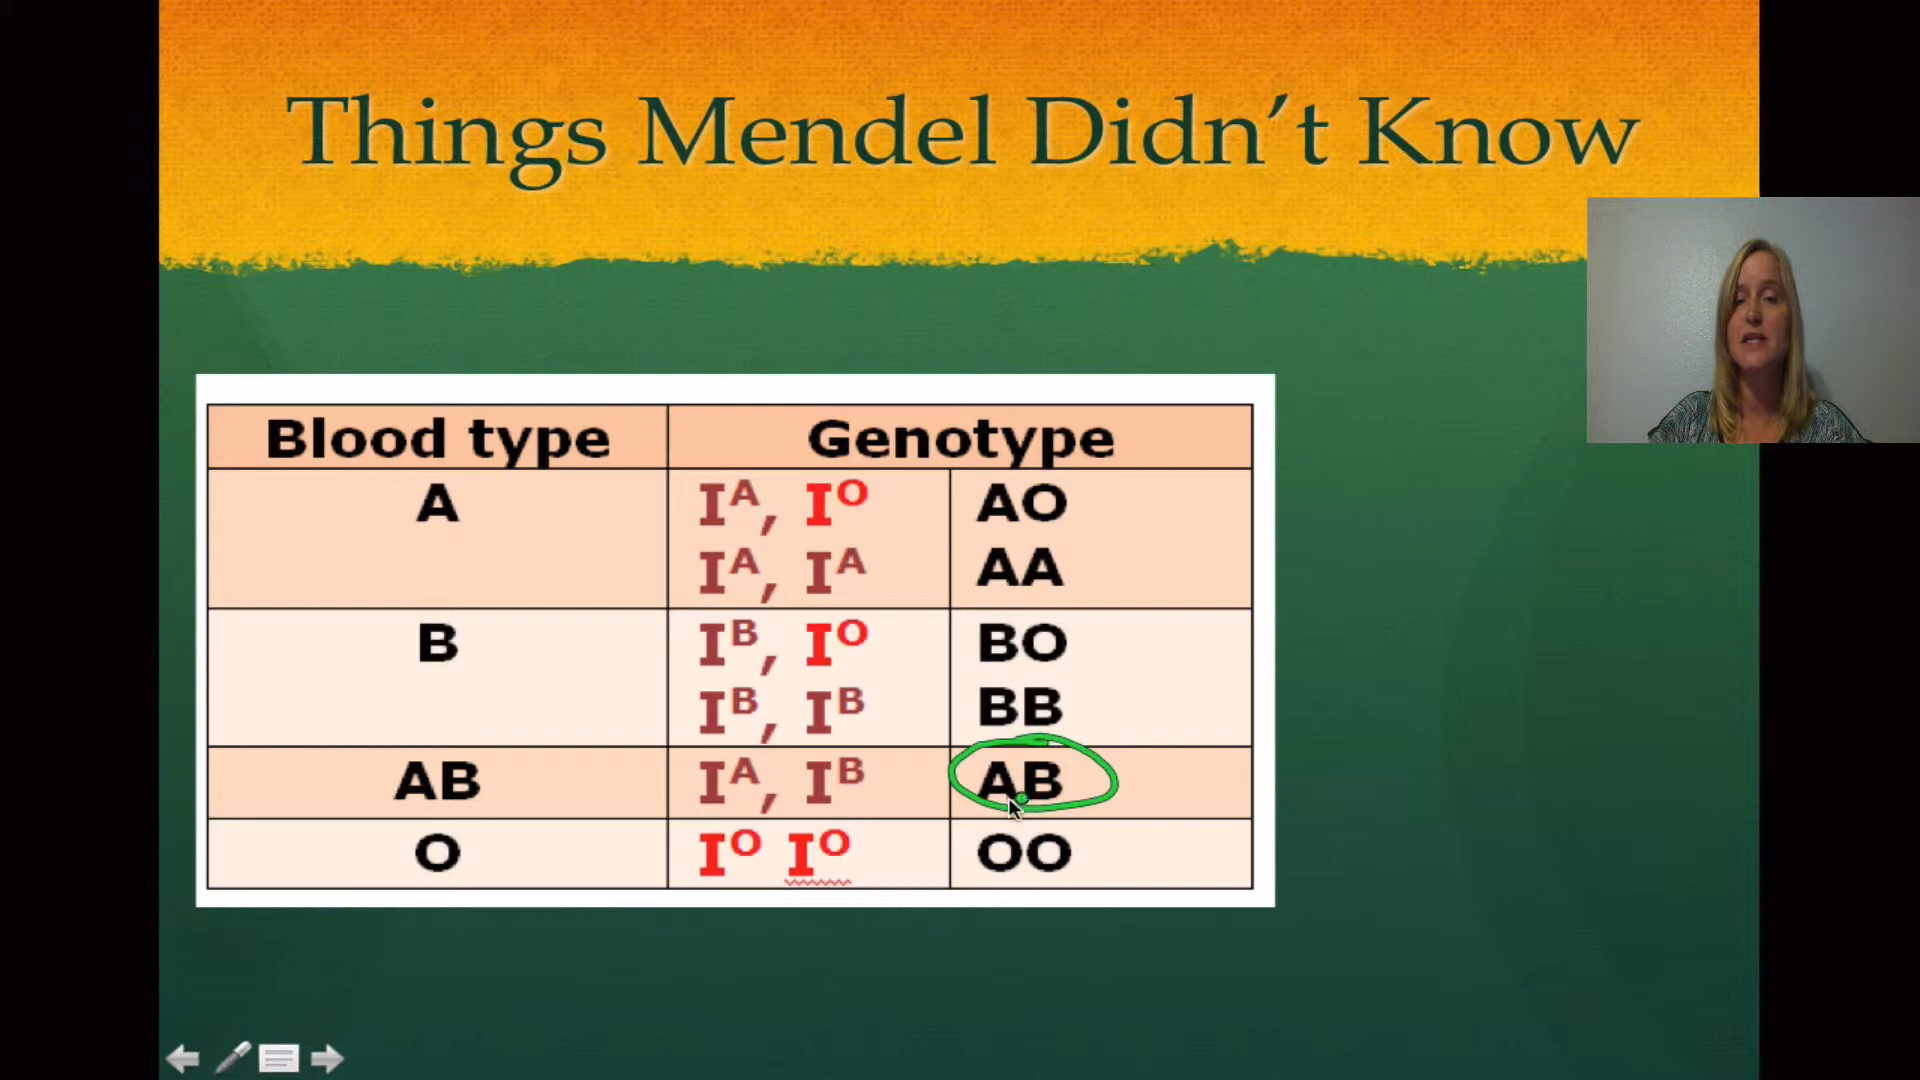 Things Mendel Didn’t Know
Blood type Genotype
A Iᴬ, Iᴼ AO
Iᴬ, Iᴬ AA
B Iᴮ, Iᴼ BO
Iᴮ, Iᴮ BB
AB Iᴬ, Iᴮ AB
O Iᴼ Iᴼ OO